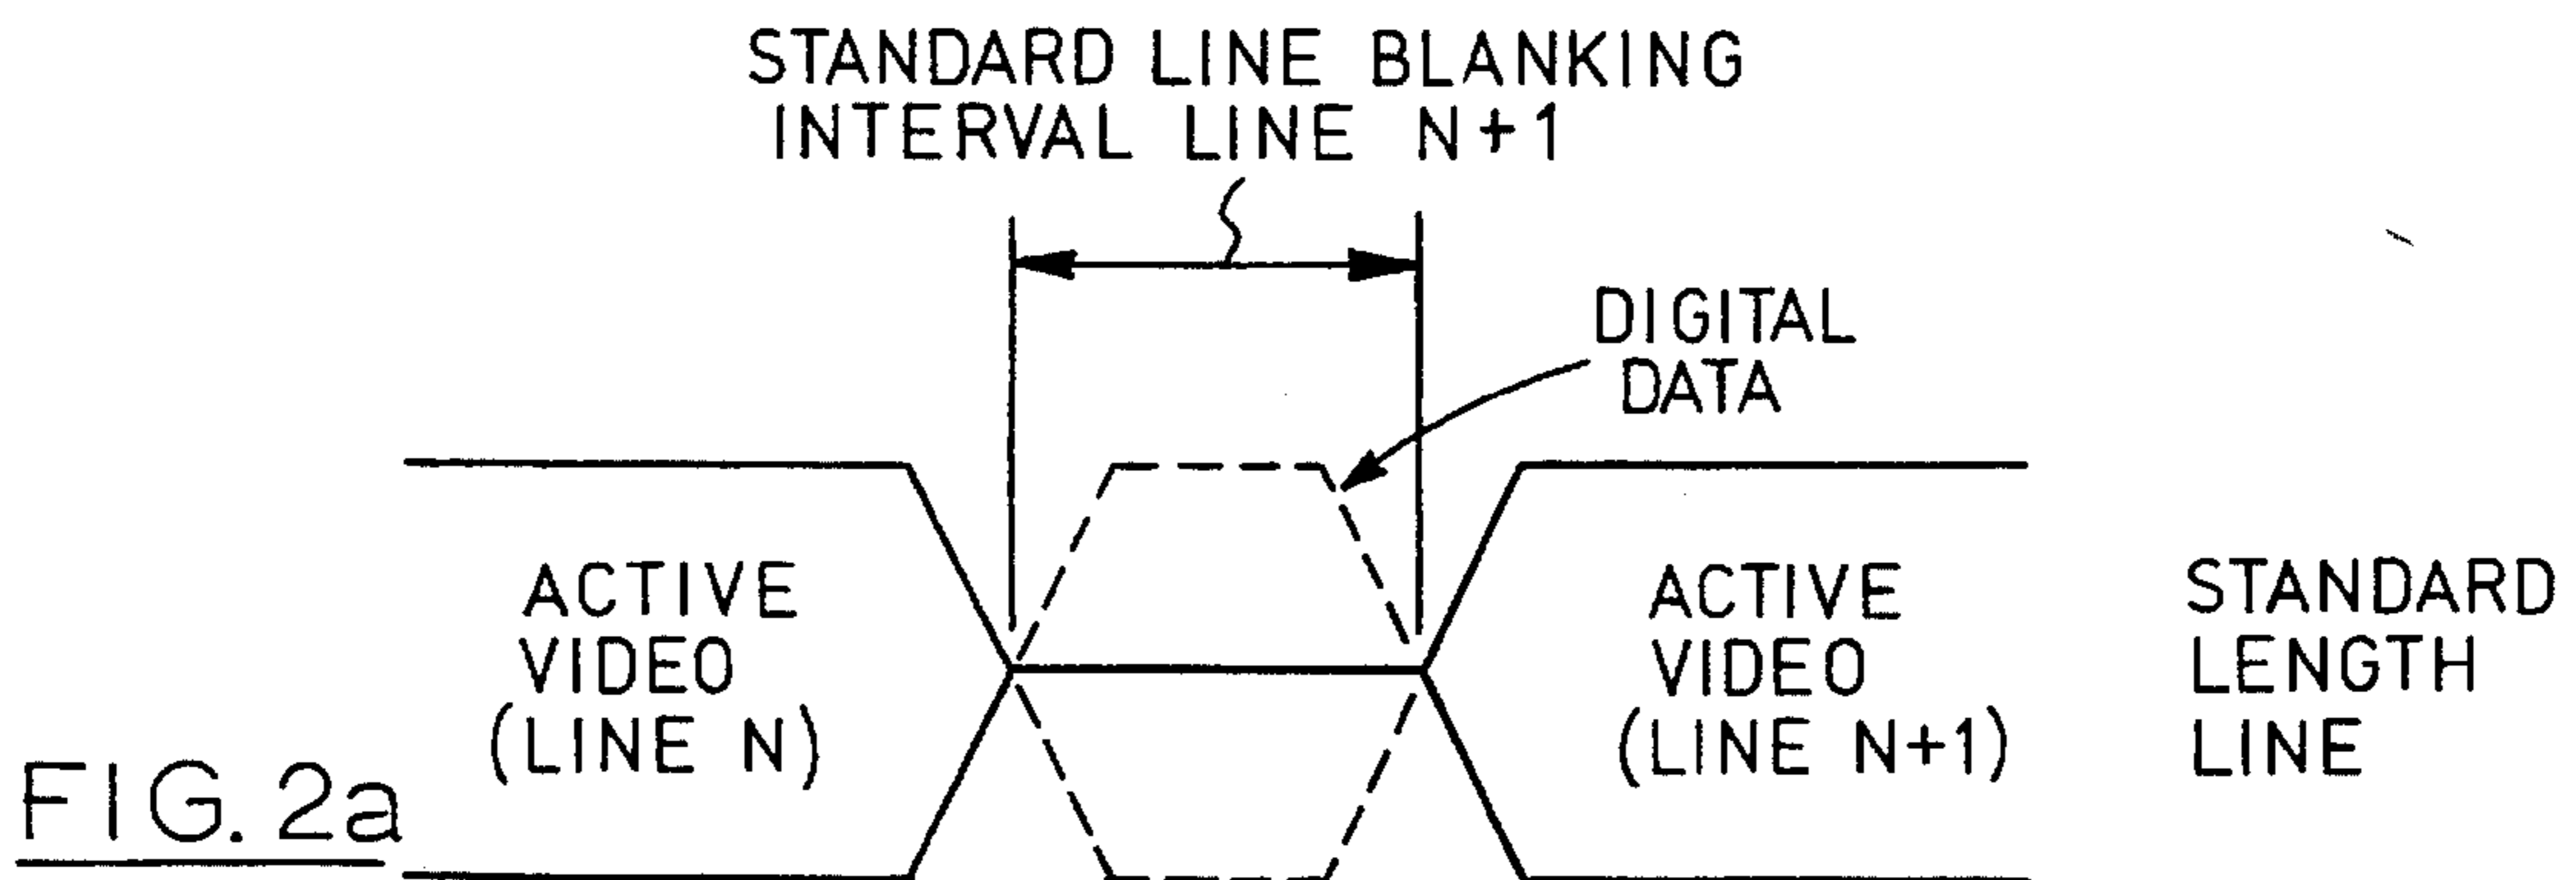 STANDARD LINE BLANKING
INTERVAL LINE N+1
DIGITAL
DATA
ACTIVE
VIDEO
(LINE N)
ACTIVE
VIDEO
(LINE N+1)
STANDARD
LENGTH
LINE
FIG. 2a